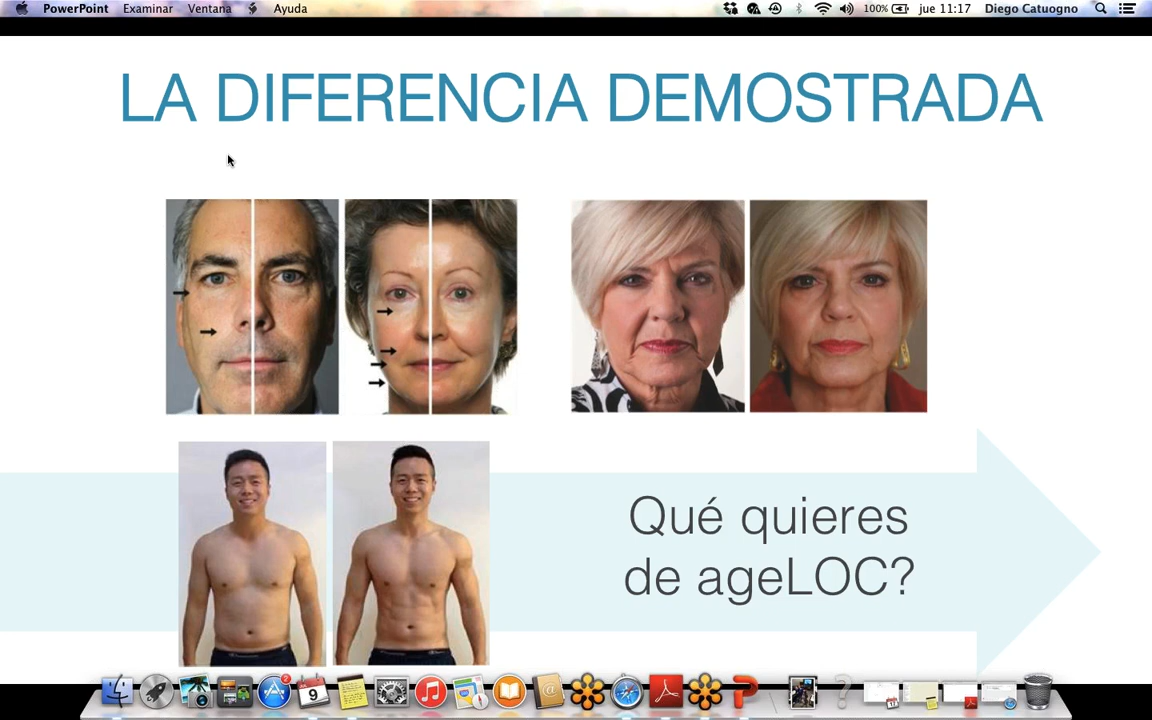 PowerPoint Examinar Ventana Ayuda 100% jue 11:17 Diego Catuogno
LA DIFERENCIA DEMOSTRADA
Qué quieres
de ageLOC?
9